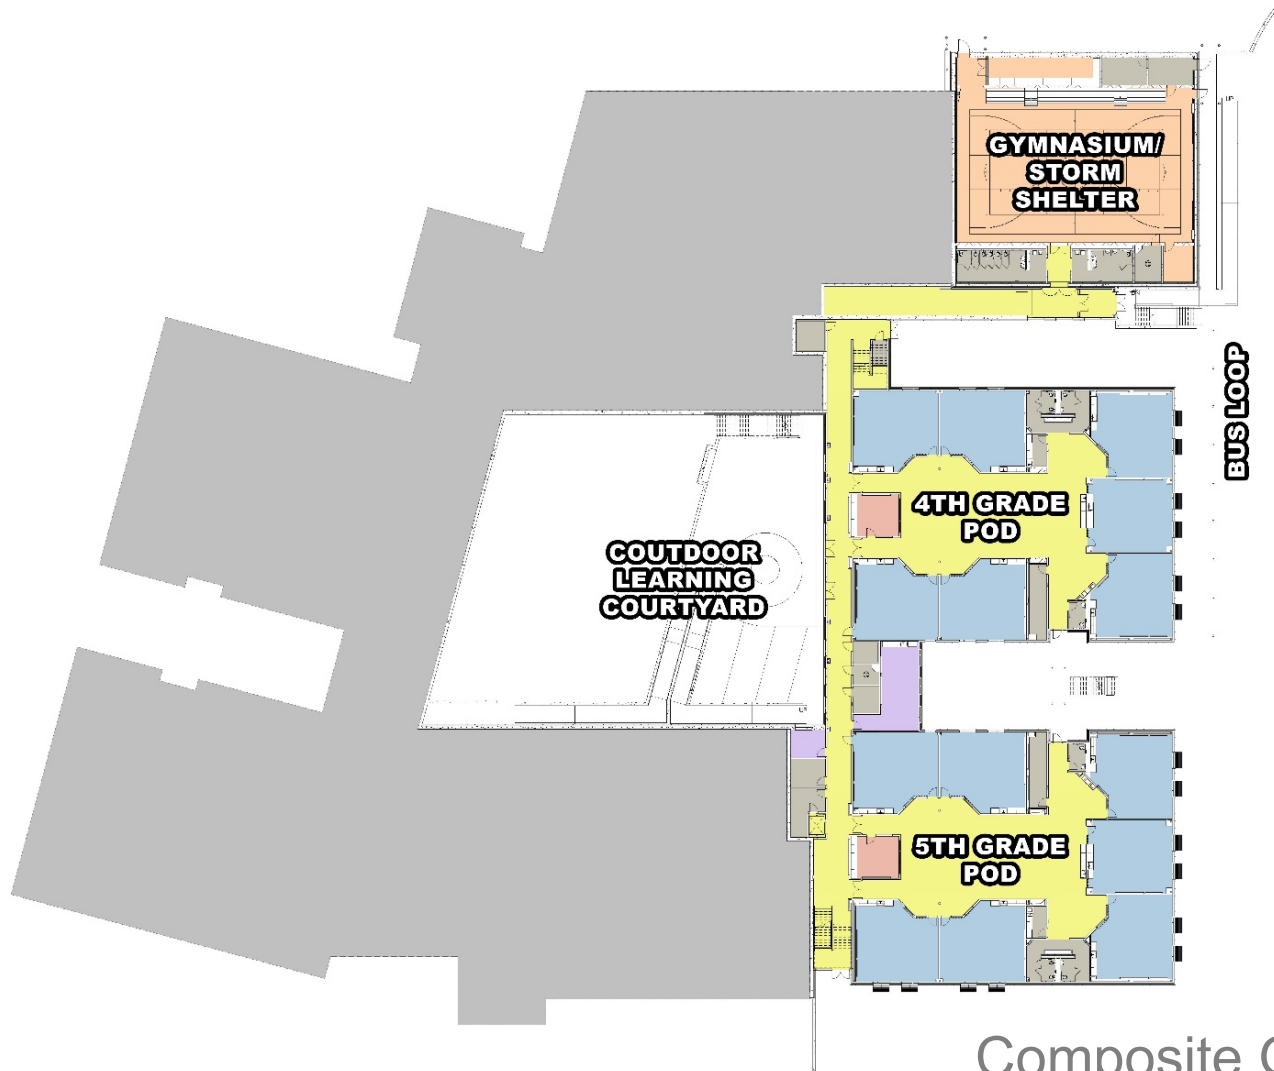 GYMNASIUM/
STORM
SHELTER
BUS LOOP
4TH GRADE
POD
COUTDOOR
LEARNING
COURTYARD
5TH GRADE
POD
Composite